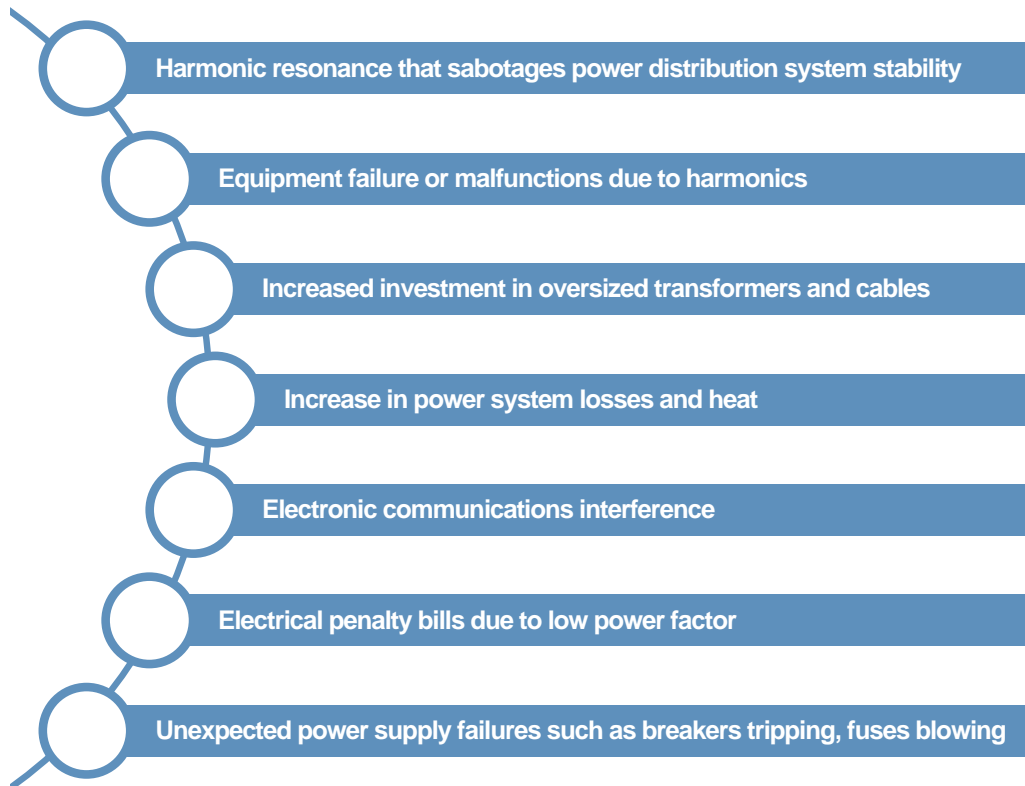 Harmonic resonance that sabotages power distribution system stability
Equipment failure or malfunctions due to harmonics
Increased investment in oversized transformers and cables
Increase in power system losses and heat
Electronic communications interference
Electrical penalty bills due to low power factor
Unexpected power supply failures such as breakers tripping, fuses blowing